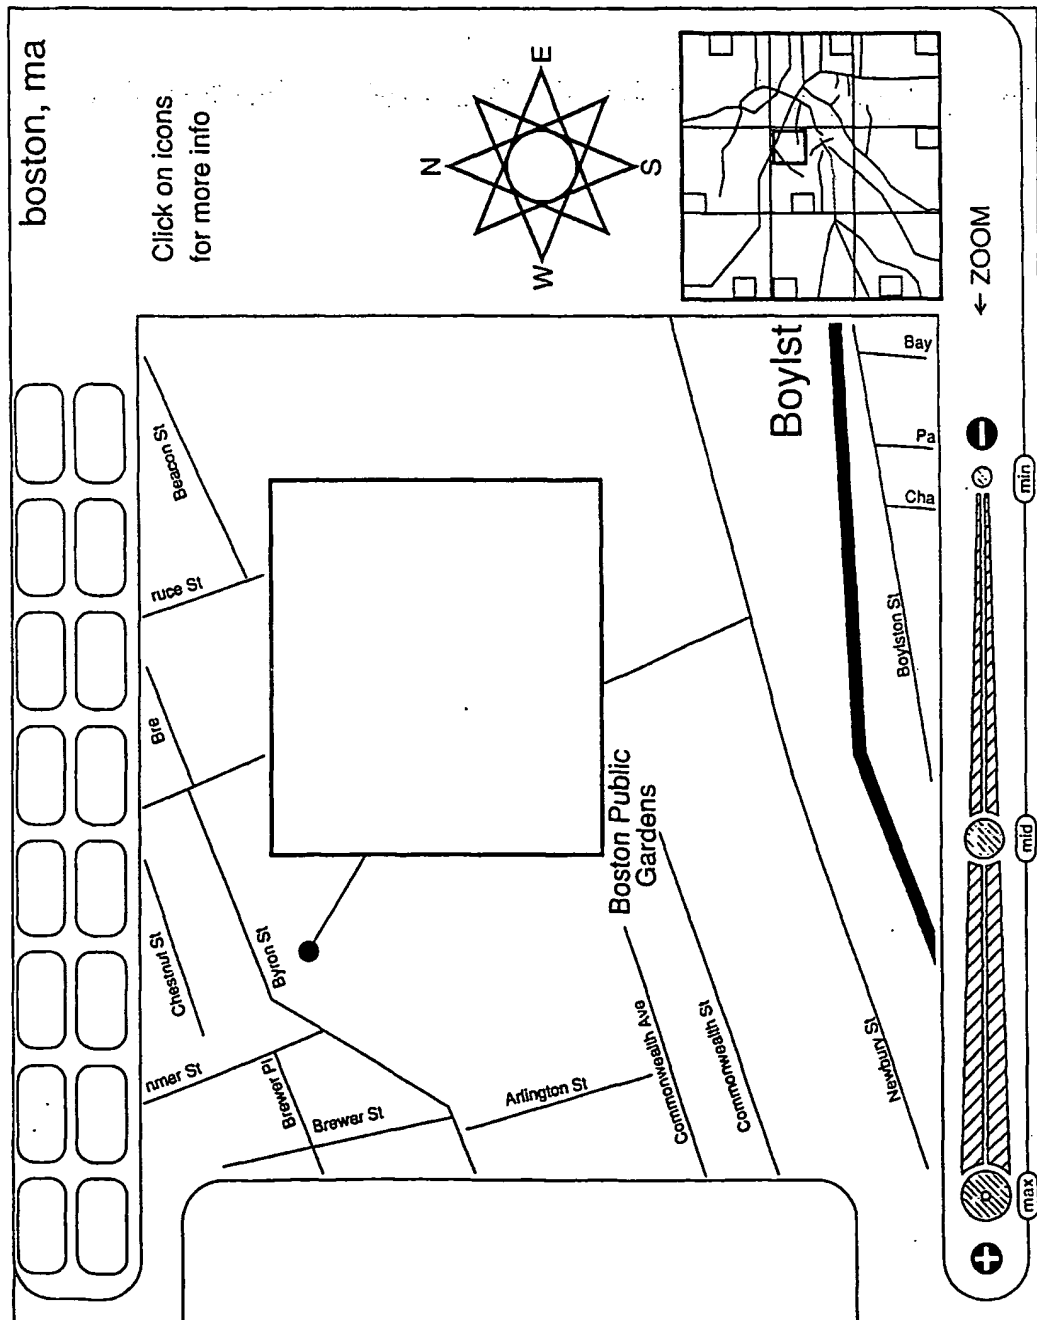 boston, ma
Click on icons
for more info
N
E
S
W
← ZOOM
Beacon St
ruce St
Bre
Chestnut St
Byron St
nmer St
Brewer Pl
Brewer St
Arlington St
Boston Public
Gardens
Commonwealth Ave
Commonwealth St
Newbury St
Boylst
Boylston St
Bay
Pa
Cha
min
mid
max